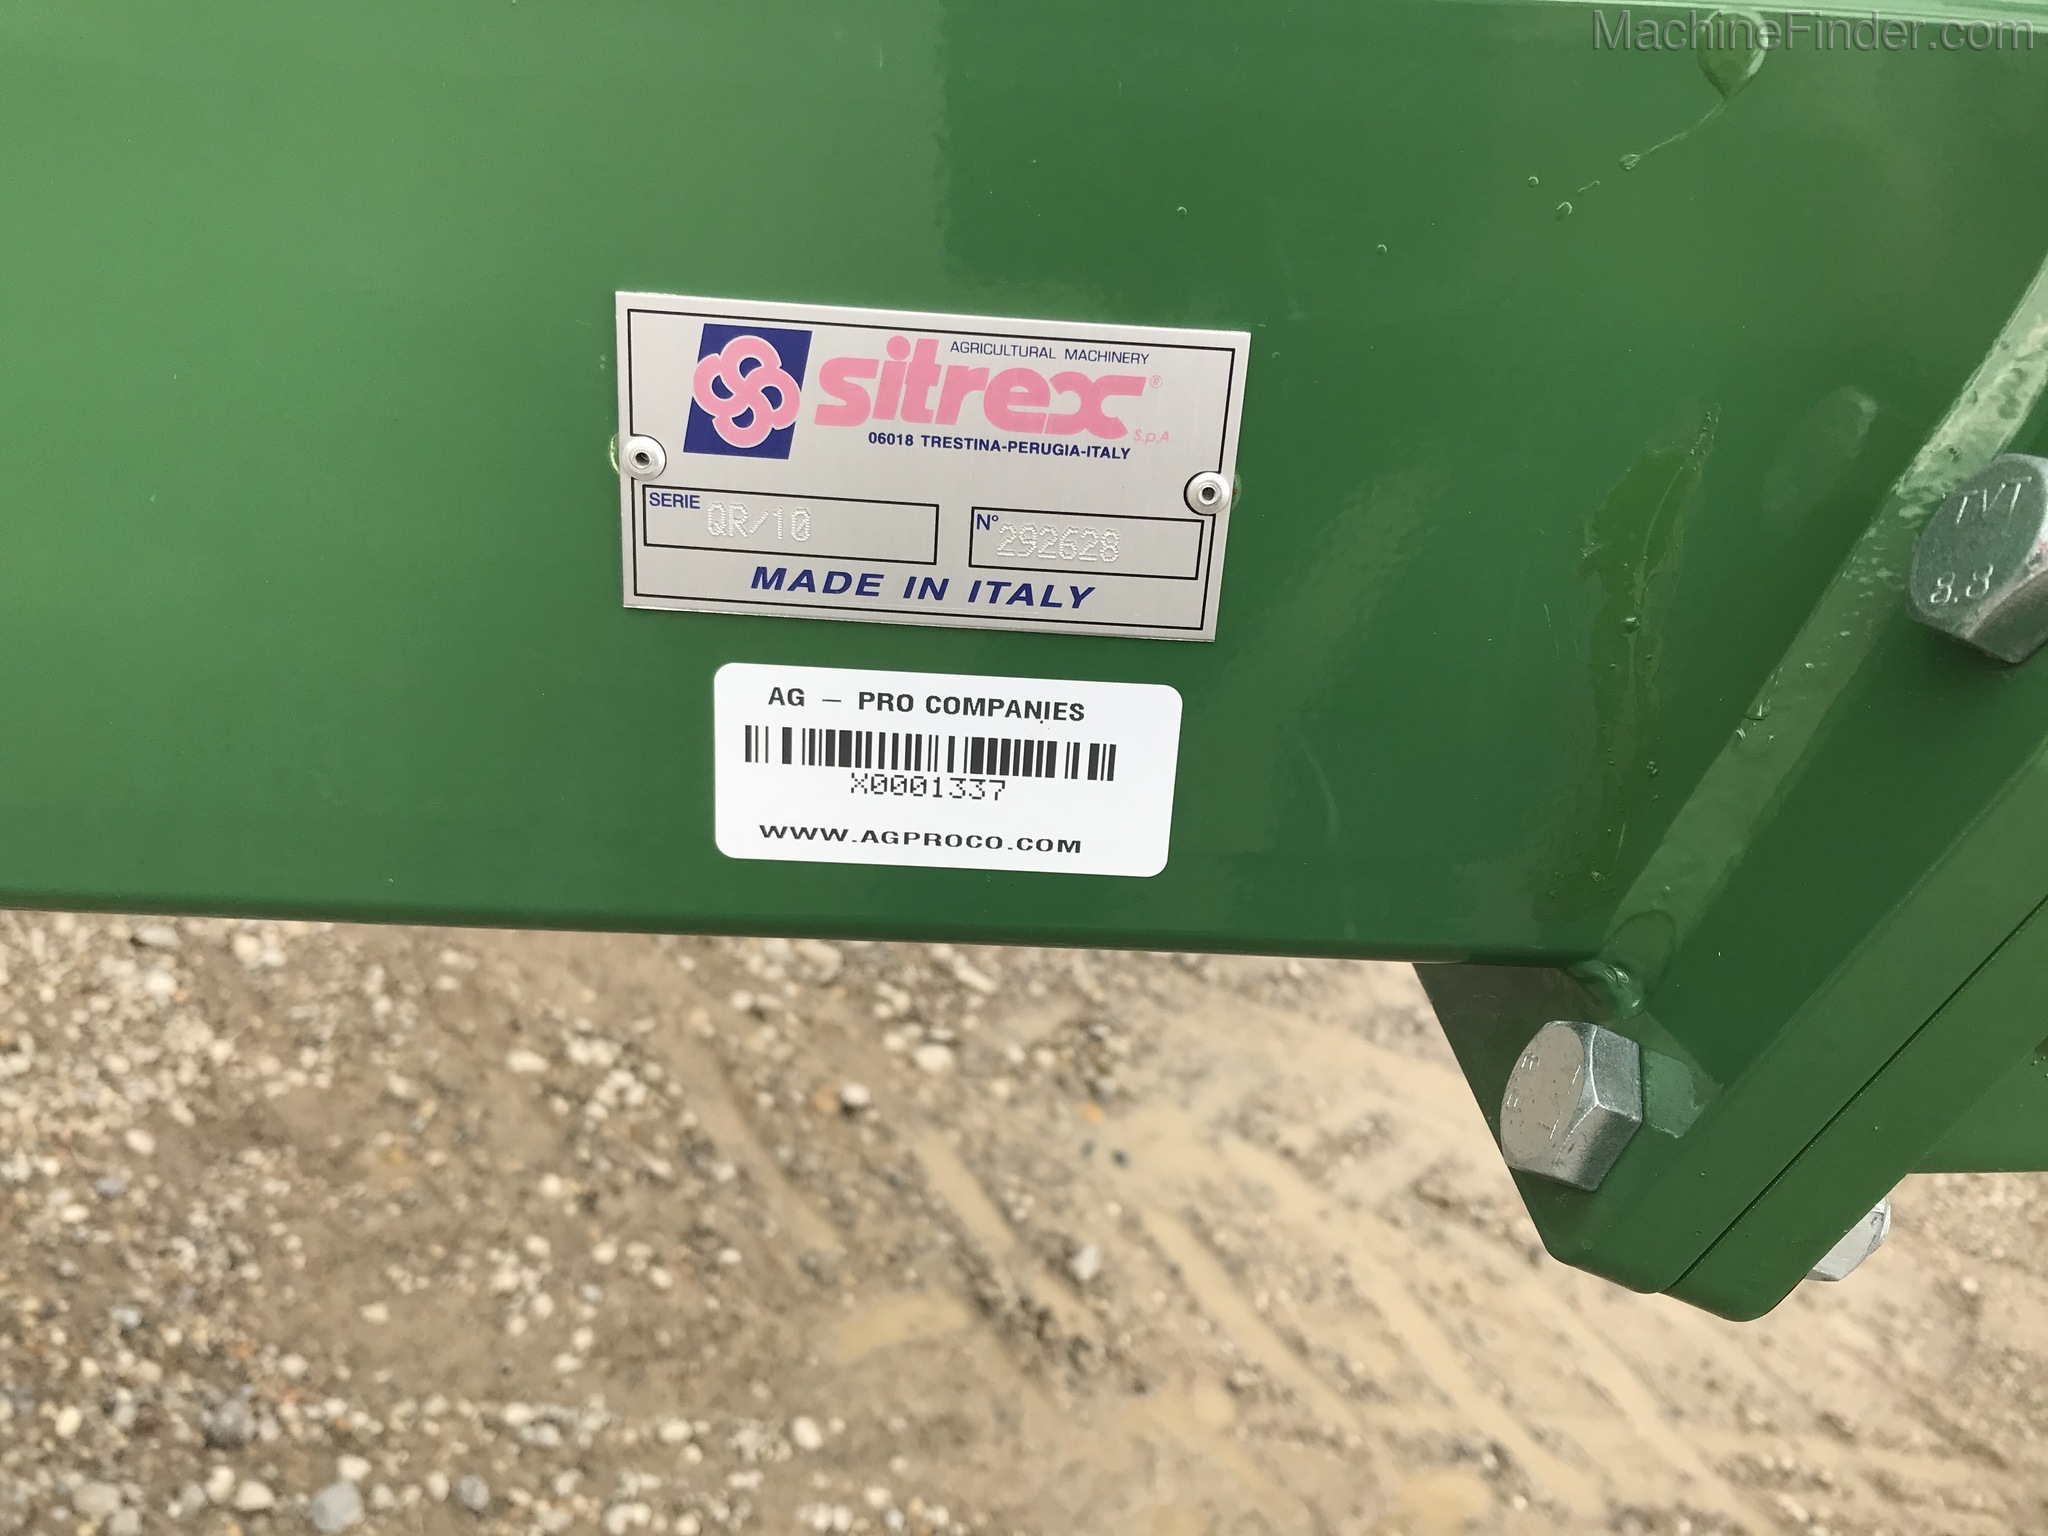 MachineFinder.com
AGRICULTURAL MACHINERY
sitrex® S.p.A.
06018 TRESTINA-PERUGIA-ITALY
SERIE QR/10 N° 292628
MADE IN ITALY
AG – PRO COMPANIES
X0001337
WWW.AGPROCO.COM
TVT
8.8